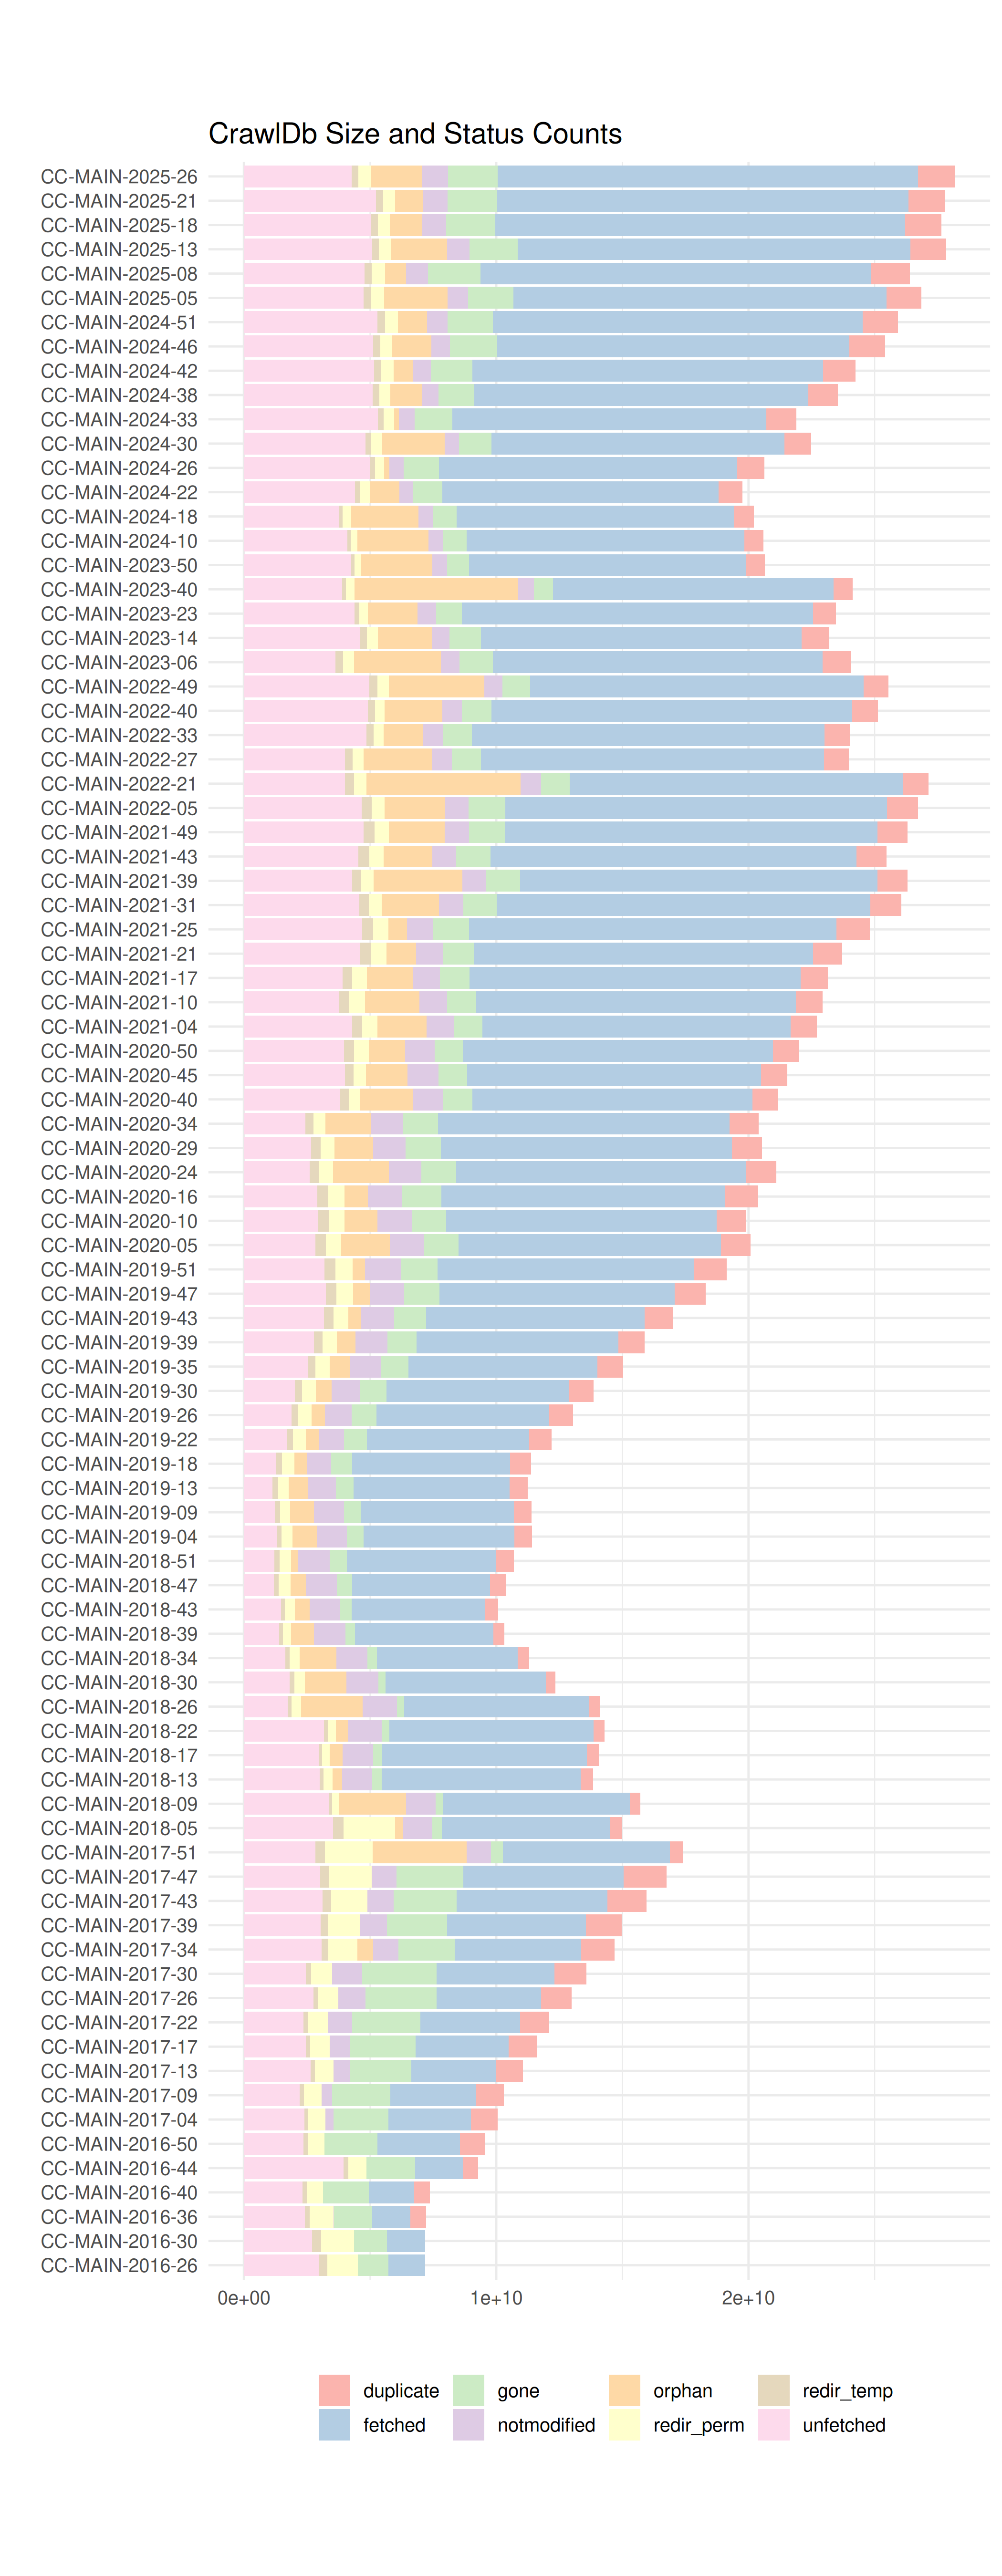 CrawlDb Size and Status Counts
CC-MAIN-2025-26
CC-MAIN-2025-21
CC-MAIN-2025-18
CC-MAIN-2025-13
CC-MAIN-2025-08
CC-MAIN-2025-05
CC-MAIN-2024-51
CC-MAIN-2024-46
CC-MAIN-2024-42
CC-MAIN-2024-38
CC-MAIN-2024-33
CC-MAIN-2024-30
CC-MAIN-2024-26
CC-MAIN-2024-22
CC-MAIN-2024-18
CC-MAIN-2024-10
CC-MAIN-2023-50
CC-MAIN-2023-40
CC-MAIN-2023-23
CC-MAIN-2023-14
CC-MAIN-2023-06
CC-MAIN-2022-49
CC-MAIN-2022-40
CC-MAIN-2022-33
CC-MAIN-2022-27
CC-MAIN-2022-21
CC-MAIN-2022-05
CC-MAIN-2021-49
CC-MAIN-2021-43
CC-MAIN-2021-39
CC-MAIN-2021-31
CC-MAIN-2021-25
CC-MAIN-2021-21
CC-MAIN-2021-17
CC-MAIN-2021-10
CC-MAIN-2021-04
CC-MAIN-2020-50
CC-MAIN-2020-45
CC-MAIN-2020-40
CC-MAIN-2020-34
CC-MAIN-2020-29
CC-MAIN-2020-24
CC-MAIN-2020-16
CC-MAIN-2020-10
CC-MAIN-2020-05
CC-MAIN-2019-51
CC-MAIN-2019-47
CC-MAIN-2019-43
CC-MAIN-2019-39
CC-MAIN-2019-35
CC-MAIN-2019-30
CC-MAIN-2019-26
CC-MAIN-2019-22
CC-MAIN-2019-18
CC-MAIN-2019-13
CC-MAIN-2019-09
CC-MAIN-2019-04
CC-MAIN-2018-51
CC-MAIN-2018-47
CC-MAIN-2018-43
CC-MAIN-2018-39
CC-MAIN-2018-34
CC-MAIN-2018-30
CC-MAIN-2018-26
CC-MAIN-2018-22
CC-MAIN-2018-17
CC-MAIN-2018-13
CC-MAIN-2018-09
CC-MAIN-2018-05
CC-MAIN-2017-51
CC-MAIN-2017-47
CC-MAIN-2017-43
CC-MAIN-2017-39
CC-MAIN-2017-34
CC-MAIN-2017-30
CC-MAIN-2017-26
CC-MAIN-2017-22
CC-MAIN-2017-17
CC-MAIN-2017-13
CC-MAIN-2017-09
CC-MAIN-2017-04
CC-MAIN-2016-50
CC-MAIN-2016-44
CC-MAIN-2016-40
CC-MAIN-2016-36
CC-MAIN-2016-30
CC-MAIN-2016-26
0e+00 1e+10 2e+10
duplicate gone orphan redir_temp
fetched notmodified redir_perm unfetched